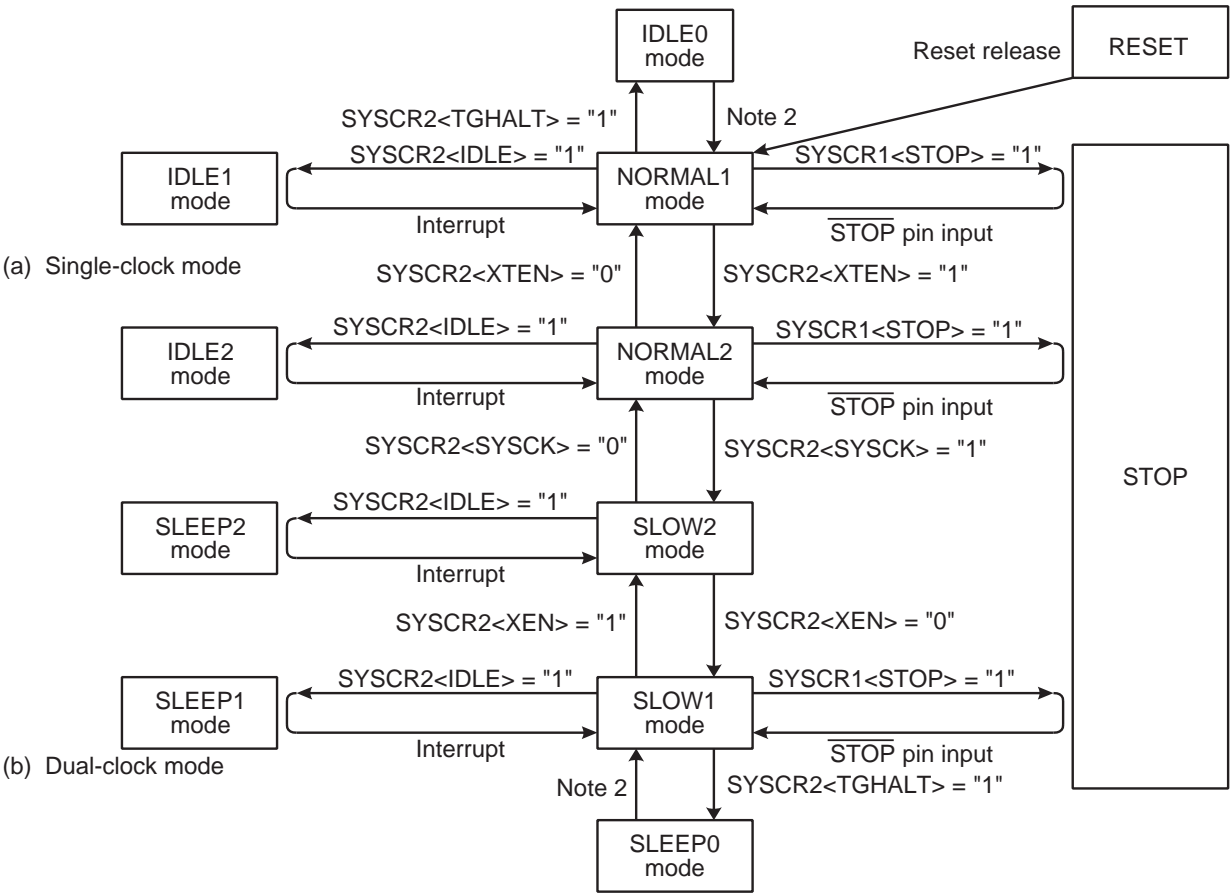 IDLE0
mode
Reset release
RESET
SYSCR2<TGHALT> = "1"
Note 2
IDLE1
mode
SYSCR2<IDLE> = "1"
NORMAL1
mode
SYSCR1<STOP> = "1"
Interrupt
STOP pin input
(a) Single-clock mode
SYSCR2<XTEN> = "0"
SYSCR2<XTEN> = "1"
IDLE2
mode
SYSCR2<IDLE> = "1"
NORMAL2
mode
SYSCR1<STOP> = "1"
Interrupt
STOP pin input
SYSCR2<SYSCK> = "0"
SYSCR2<SYSCK> = "1"
STOP
SLEEP2
mode
SYSCR2<IDLE> = "1"
SLOW2
mode
Interrupt
SYSCR2<XEN> = "1"
SYSCR2<XEN> = "0"
SLEEP1
mode
SYSCR2<IDLE> = "1"
SLOW1
mode
SYSCR1<STOP> = "1"
Interrupt
STOP pin input
(b) Dual-clock mode
Note 2
SYSCR2<TGHALT> = "1"
SLEEP0
mode